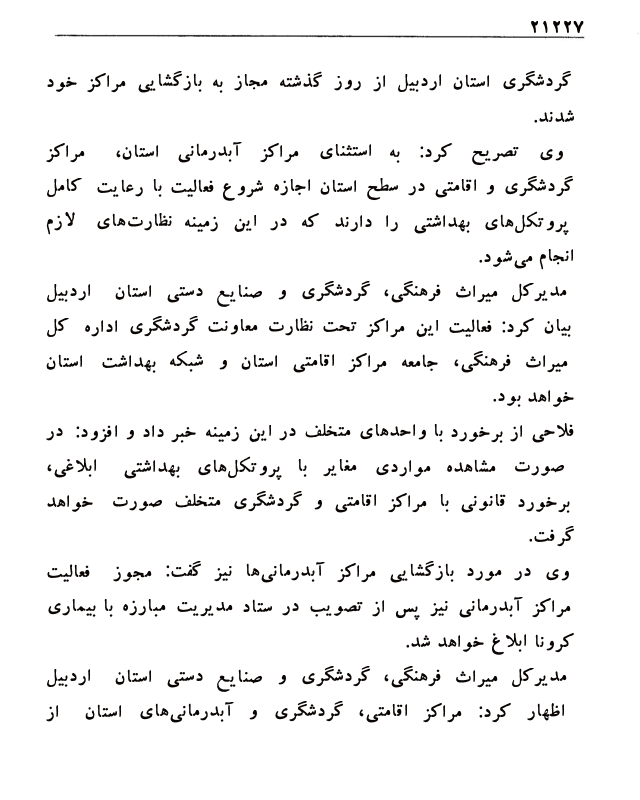 ۲۱۲۲۷
گردشگری استان اردبیل از روز گذشته مجاز به بازگشایی مراکز خود
شدند.
وی تصریح کرد: به استثنای مراکز آبدرمانی استان، مراکز
گردشگری و اقامتی در سطح استان اجازه شروع فعالیت با رعایت کامل
پروتکل‌های بهداشتی را دارند که در این زمینه نظارت‌های لازم
انجام می‌شود.
مدیرکل میراث فرهنگی، گردشگری و صنایع دستی استان اردبیل
بیان کرد: فعالیت این مراکز تحت نظارت معاونت گردشگری اداره کل
میراث فرهنگی، جامعه مراکز اقامتی استان و شبکه بهداشت استان
خواهد بود.
فلاحی از برخورد با واحدهای متخلف در این زمینه خبر داد و افزود: در
صورت مشاهده مواردی مغایر با پروتکل‌های بهداشتی ابلاغی،
برخورد قانونی با مراکز اقامتی و گردشگری متخلف صورت خواهد
گرفت.
وی در مورد بازگشایی مراکز آبدرمانی‌ها نیز گفت: مجوز فعالیت
مراکز آبدرمانی نیز پس از تصویب در ستاد مدیریت مبارزه با بیماری
کرونا ابلاغ خواهد شد.
مدیرکل میراث فرهنگی، گردشگری و صنایع دستی استان اردبیل
اظهار کرد: مراکز اقامتی، گردشگری و آبدرمانی‌های استان از